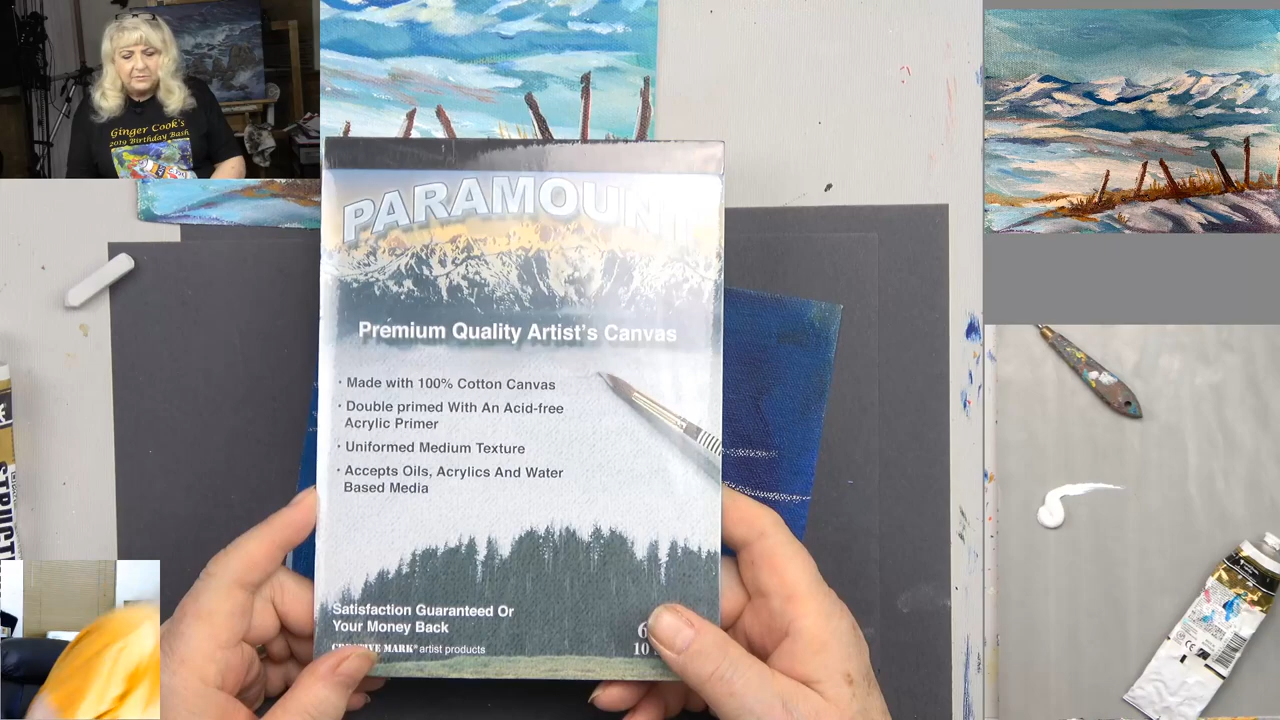 Ginger Cook's
2019 Birthday Bash
PARAMOUNT
Premium Quality Artist's Canvas
· Made with 100% Cotton Canvas
· Double primed With An Acid-free
Acrylic Primer
· Uniformed Medium Texture
· Accepts Oils, Acrylics And Water
Based Media
Satisfaction Guaranteed Or
Your Money Back
CREATIVE MARK® artist products
10